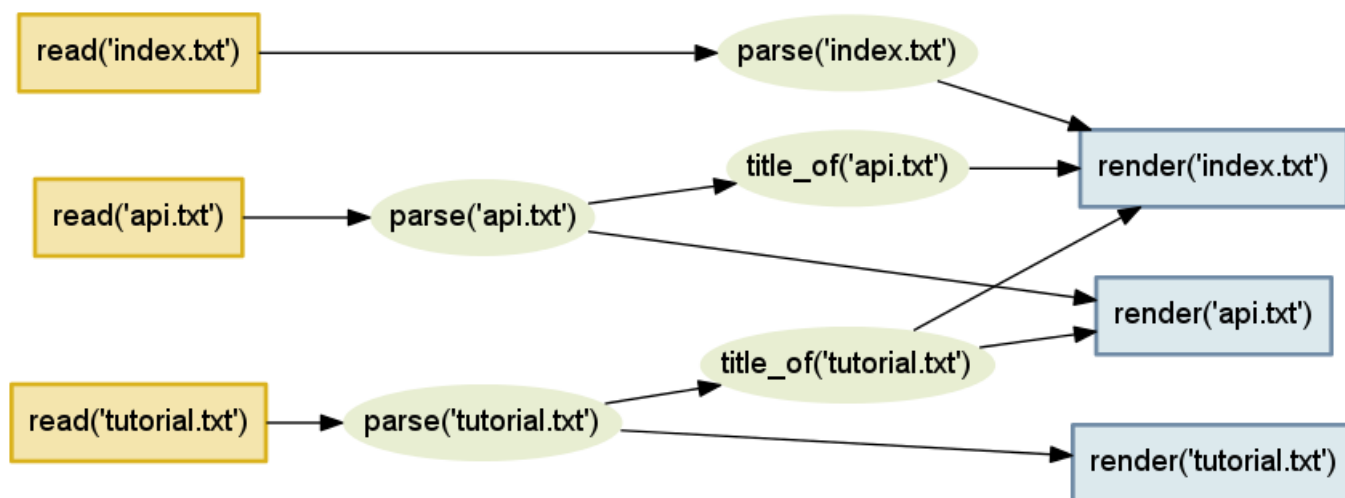 read('index.txt')
parse('index.txt')
title_of('api.txt')
render('index.txt')
read('api.txt')
parse('api.txt')
render('api.txt')
title_of('tutorial.txt')
read('tutorial.txt')
parse('tutorial.txt')
render('tutorial.txt')